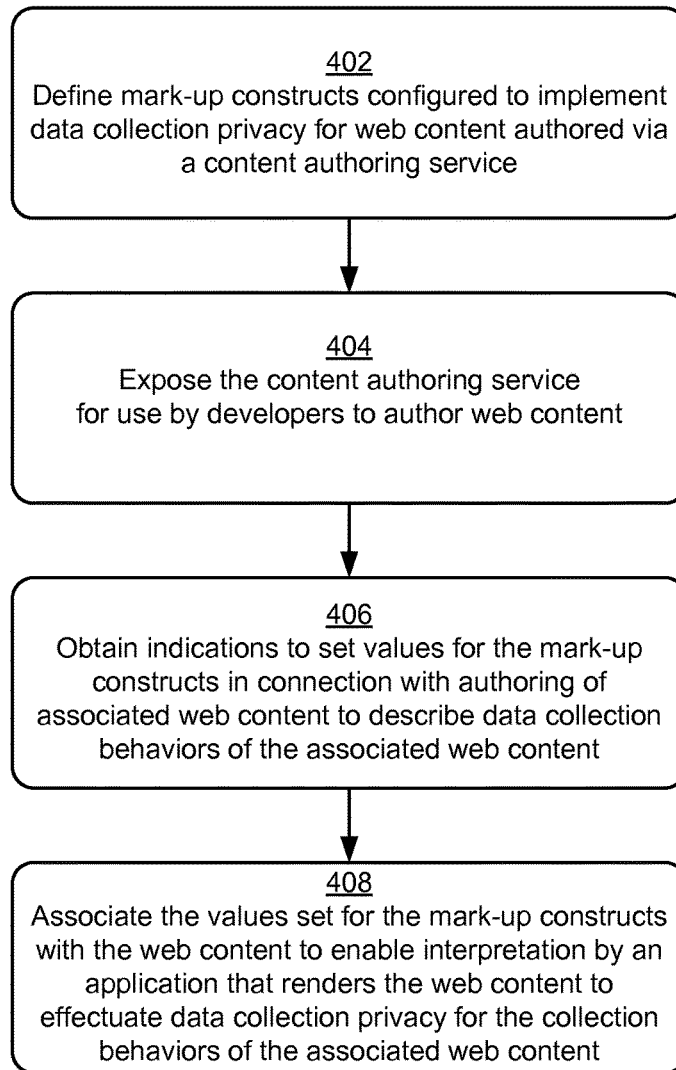 402
Define mark-up constructs configured to implement
data collection privacy for web content authored via
a content authoring service
404
Expose the content authoring service
for use by developers to author web content
406
Obtain indications to set values for the mark-up
constructs in connection with authoring of
associated web content to describe data collection
behaviors of the associated web content
408
Associate the values set for the mark-up constructs
with the web content to enable interpretation by an
application that renders the web content to
effectuate data collection privacy for the collection
behaviors of the associated web content